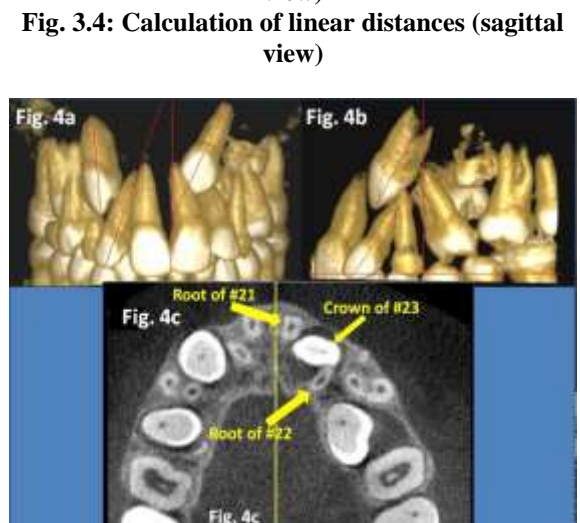 Fig. 3.4: Calculation of linear distances (sagittal
view)
Fig. 4a
Fig. 4b
Root of #21
Fig. 4c
Crown of #23
Root of #22
Fig. 4c